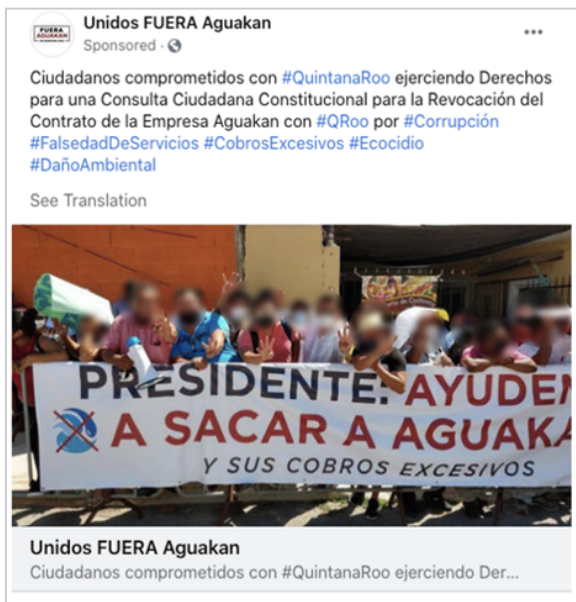 FUERA
AGUAKAN
Unidos FUERA Aguakan
Sponsored ·
Ciudadanos comprometidos con #QuintanaRoo ejerciendo Derechos
para una Consulta Ciudadana Constitucional para la Revocación del
Contrato de la Empresa Aguakan con #QRoo por #Corrupción
#FalsedadDeServicios #CobrosExcesivos #Ecocidio
#DañoAmbiental
See Translation
PRESIDENTE: AYUDEN
A SACAR A AGUAKA
Y SUS COBROS EXCESIVOS
Unidos FUERA Aguakan
Ciudadanos comprometidos con #QuintanaRoo ejerciendo Der...